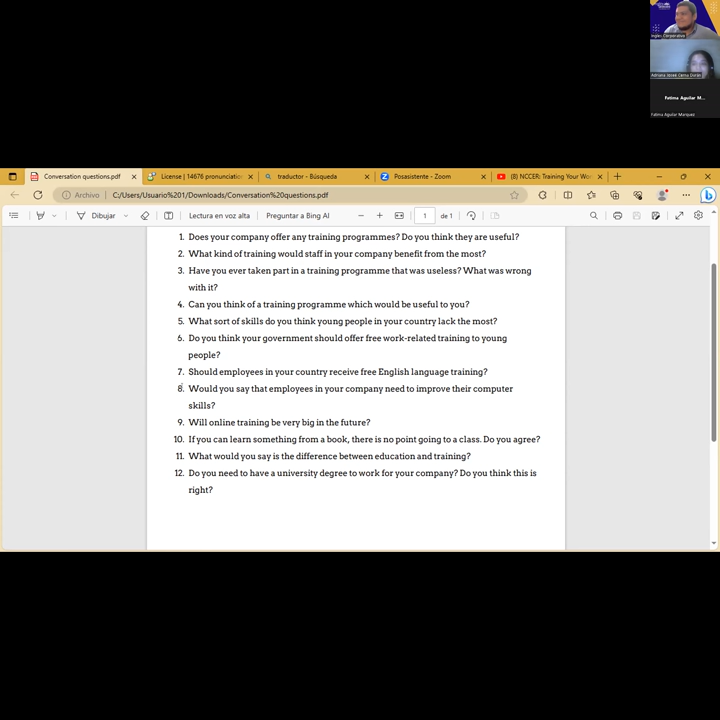 Inglés Corporativo
Adriana Josee Cerna Duran
Fatima Aguilar M...
Fatima Aguilar Marquez
Conversation questions.pdf
License | 14676 pronunciatio
traductor - Búsqueda
Posasistente - Zoom
(8) NCCER: Training Your Wo
Archivo
C:/Users/Usuario%201/Downloads/Conversation%20questions.pdf
Dibujar
Lectura en voz alta
Preguntar a Bing AI
1
de 1
1. Does your company offer any training programmes? Do you think they are useful?
2. What kind of training would staff in your company benefit from the most?
3. Have you ever taken part in a training programme that was useless? What was wrong
with it?
4. Can you think of a training programme which would be useful to you?
5. What sort of skills do you think young people in your country lack the most?
6. Do you think your government should offer free work-related training to young
people?
7. Should employees in your country receive free English language training?
8. Would you say that employees in your company need to improve their computer
skills?
9. Will online training be very big in the future?
10. If you can learn something from a book, there is no point going to a class. Do you agree?
11. What would you say is the difference between education and training?
12. Do you need to have a university degree to work for your company? Do you think this is
right?